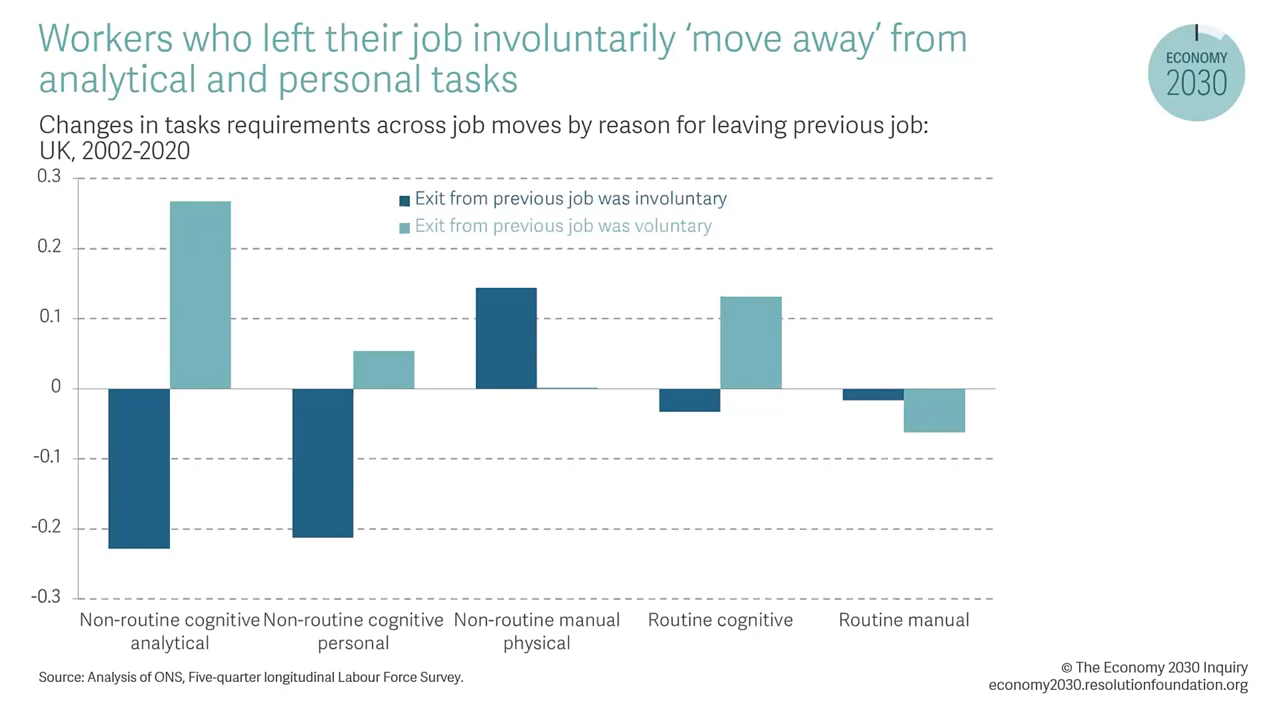 Workers who left their job involuntarily ‘move away’ from
analytical and personal tasks
ECONOMY
2030
Changes in tasks requirements across job moves by reason for leaving previous job:
UK, 2002-2020
0.3
0.2
0.1
0
-0.1
-0.2
-0.3
Exit from previous job was involuntary
Exit from previous job was voluntary
Non-routine cognitive
analytical
Non-routine cognitive
personal
Non-routine manual
physical
Routine cognitive
Routine manual
Source: Analysis of ONS, Five-quarter longitudinal Labour Force Survey.
© The Economy 2030 Inquiry
economy2030.resolutionfoundation.org